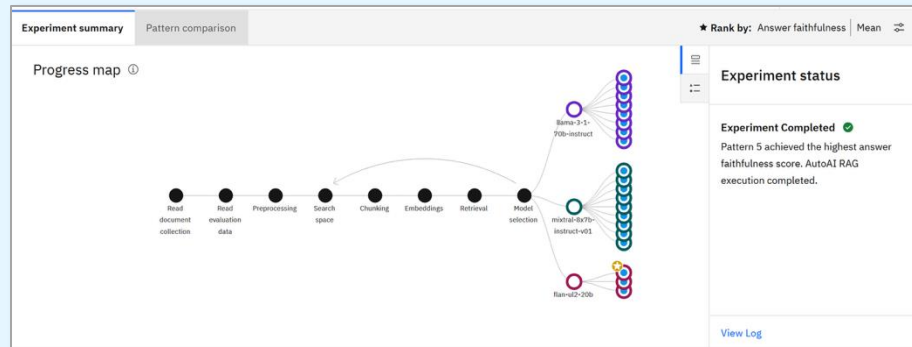 Experiment summary
Pattern comparison
★ Rank by: Answer faithfulness | Mean
Progress map
Experiment status
Experiment Completed
Pattern 5 achieved the highest answer
faithfulness score. AutoAI RAG
execution completed.
llama-3-1-
70b-instruct
Read
document
collection
Read
evaluation
data
Preprocessing
Search
space
Chunking
Embeddings
Retrieval
Model
selection
mixtral-8x7b-
instruct-v01
flan-ul2-20b
View Log